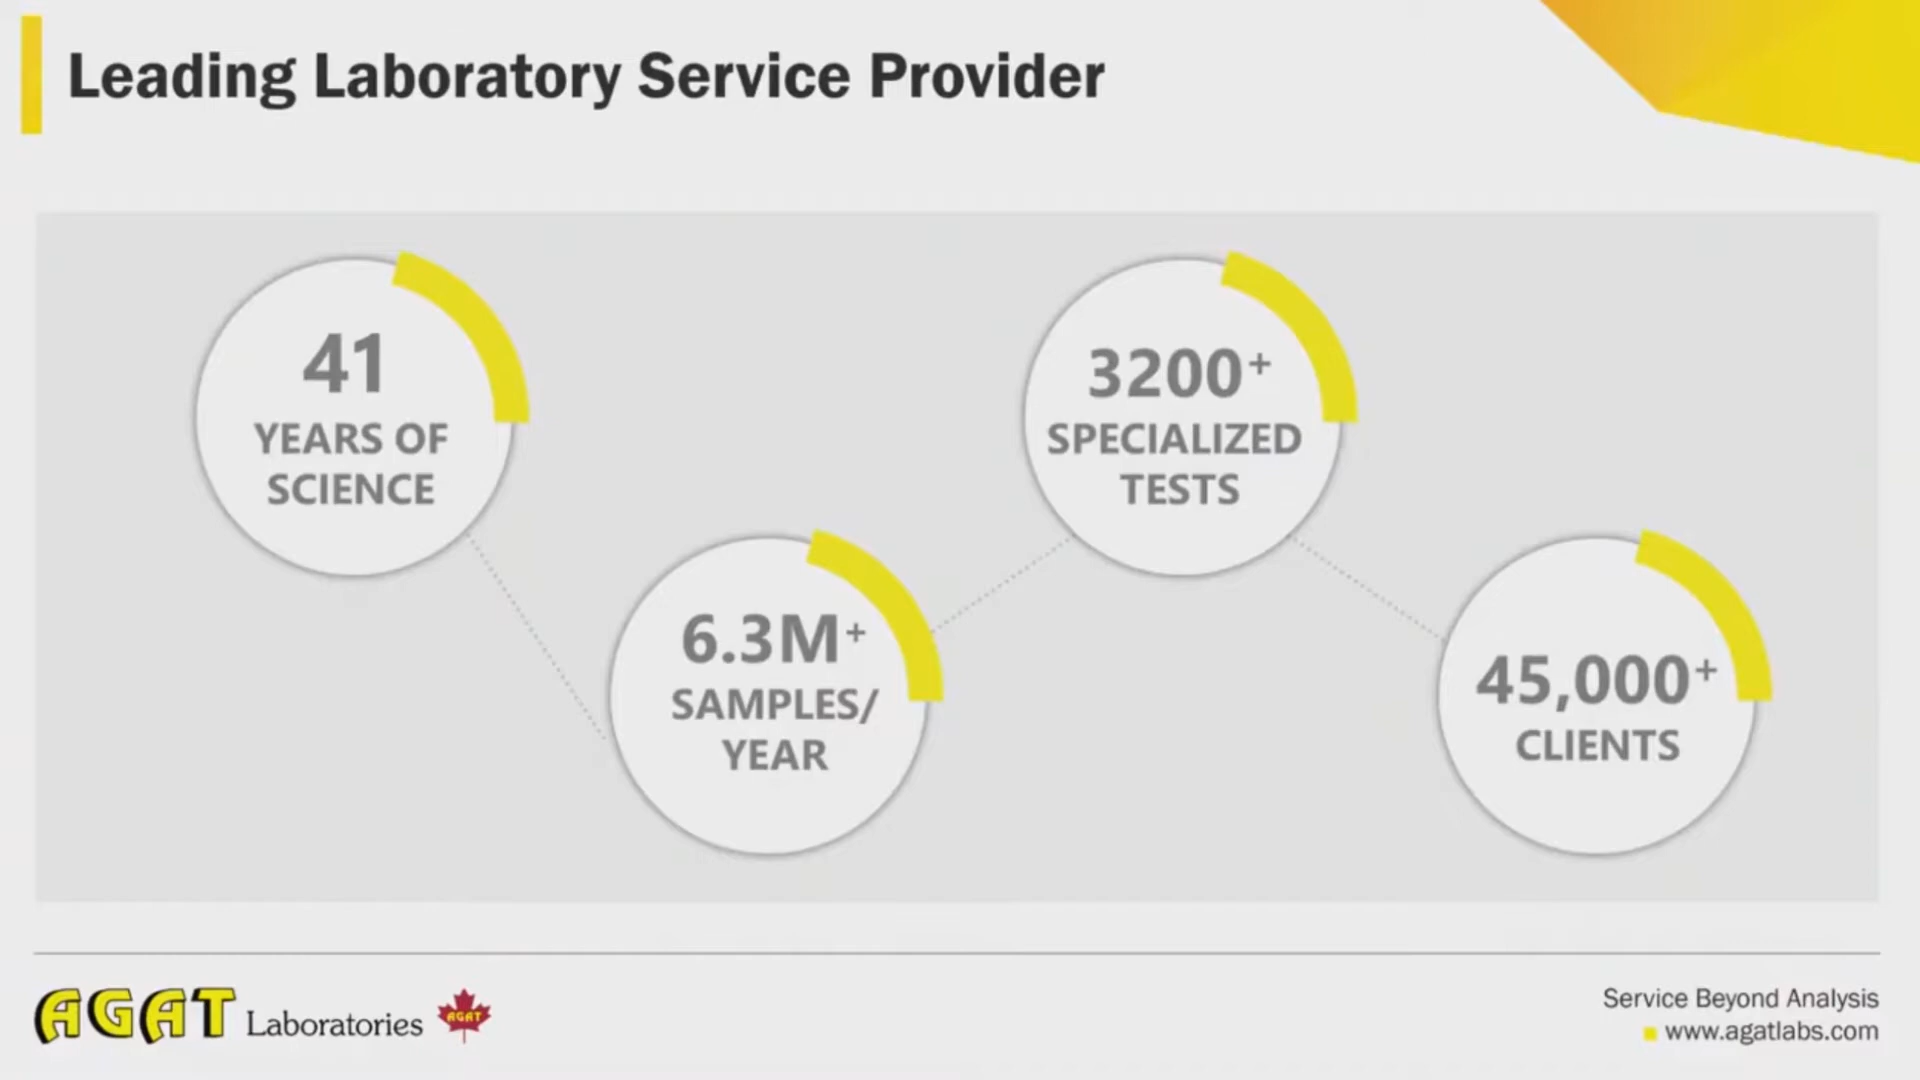 Leading Laboratory Service Provider
41
YEARS OF
SCIENCE
6.3M+
SAMPLES/
YEAR
3200+
SPECIALIZED
TESTS
45,000+
CLIENTS
AGAT Laboratories AGAT
Service Beyond Analysis
www.agatlabs.com